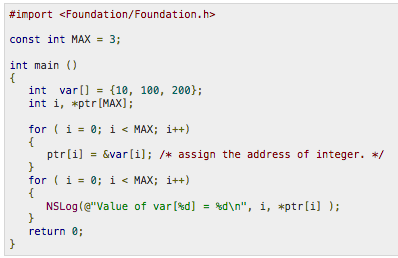 #import <Foundation/Foundation.h>

const int MAX = 3;

int main ()
{
   int  var[] = {10, 100, 200};
   int i, *ptr[MAX];

   for ( i = 0; i < MAX; i++)
   {
      ptr[i] = &var[i]; /* assign the address of integer. */
   }
   for ( i = 0; i < MAX; i++)
   {
      NSLog(@"Value of var[%d] = %d\n", i, *ptr[i] );
   }
   return 0;
}